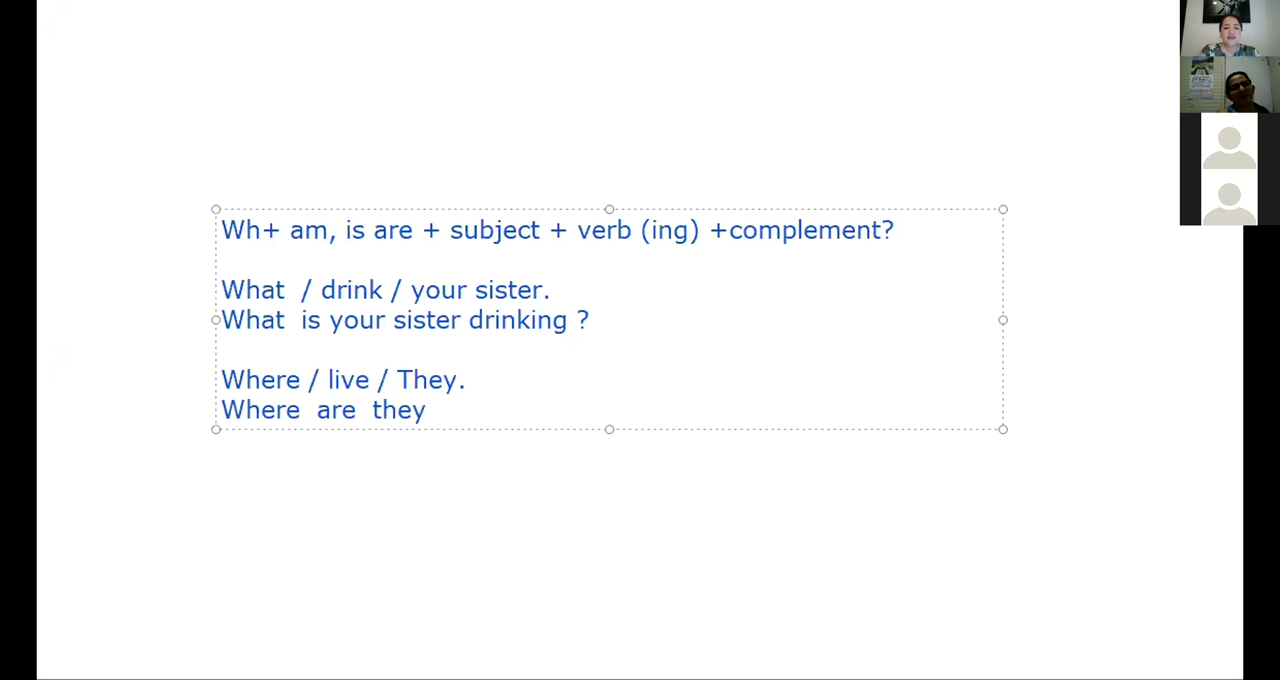 Wh+ am, is are + subject + verb (ing) +complement?
What / drink / your sister.
What is your sister drinking ?
Where / live / They.
Where are they